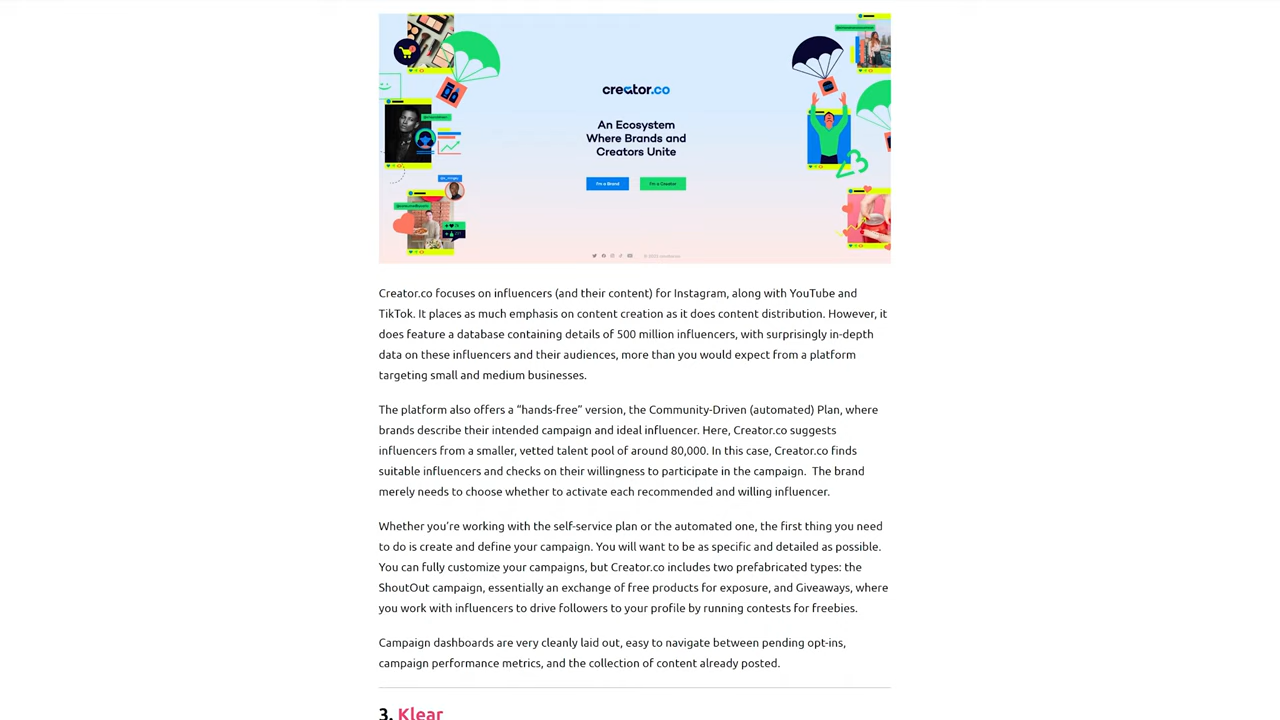 creator.co
An Ecosystem
Where Brands and
Creators Unite
I'm a Brand
I'm a Creator
Creator.co focuses on influencers (and their content) for Instagram, along with YouTube and
TikTok. It places as much emphasis on content creation as it does content distribution. However, it
does feature a database containing details of 500 million influencers, with surprisingly in-depth
data on these influencers and their audiences, more than you would expect from a platform
targeting small and medium businesses.
The platform also offers a “hands-free” version, the Community-Driven (automated) Plan, where
brands describe their intended campaign and ideal influencer. Here, Creator.co suggests
influencers from a smaller, vetted talent pool of around 80,000. In this case, Creator.co finds
suitable influencers and checks on their willingness to participate in the campaign.  The brand
merely needs to choose whether to activate each recommended and willing influencer.
Whether you’re working with the self-service plan or the automated one, the first thing you need
to do is create and define your campaign. You will want to be as specific and detailed as possible.
You can fully customize your campaigns, but Creator.co includes two prefabricated types: the
ShoutOut campaign, essentially an exchange of free products for exposure, and Giveaways, where
you work with influencers to drive followers to your profile by running contests for freebies.
Campaign dashboards are very cleanly laid out, easy to navigate between pending opt-ins,
campaign performance metrics, and the collection of content already posted.
3. Klear